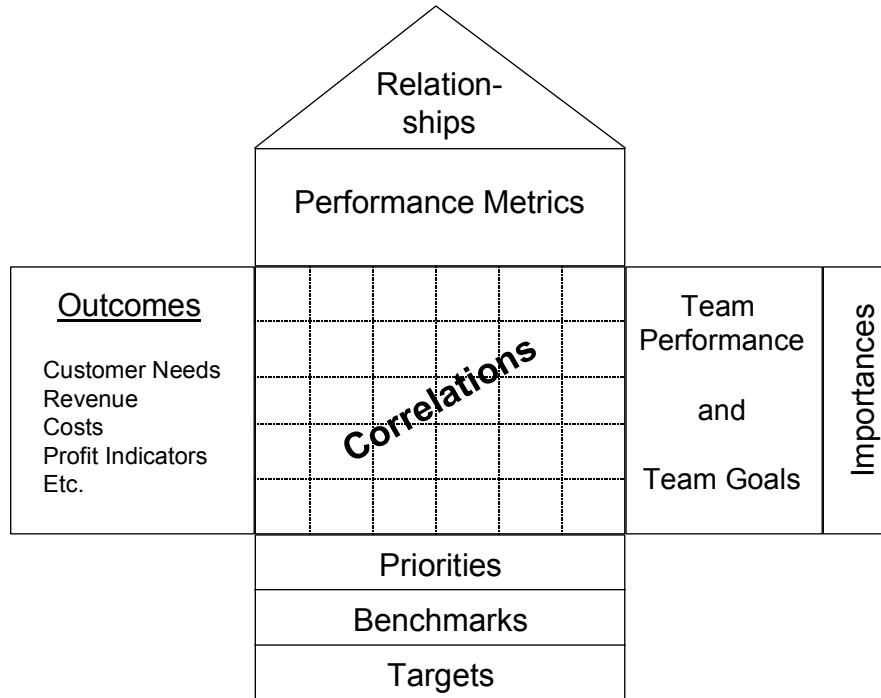 Relation-
ships
Performance Metrics
Outcomes
Customer Needs
Revenue
Costs
Profit Indicators
Etc.
Correlations
Team
Performance
and
Team Goals
Importances
Priorities
Benchmarks
Targets